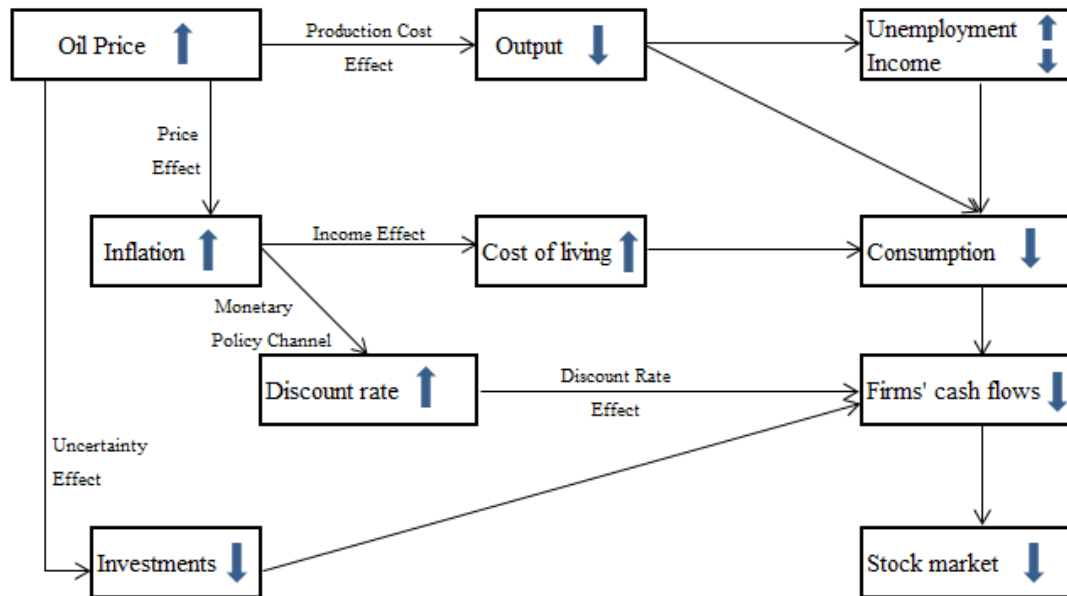 Oil Price
Production Cost
Effect
Output
Unemployment
Income
Price
Effect
Inflation
Income Effect
Cost of living
Consumption
Monetary
Policy Channel
Discount rate
Discount Rate
Effect
Firms' cash flows
Uncertainty
Effect
Investments
Stock market